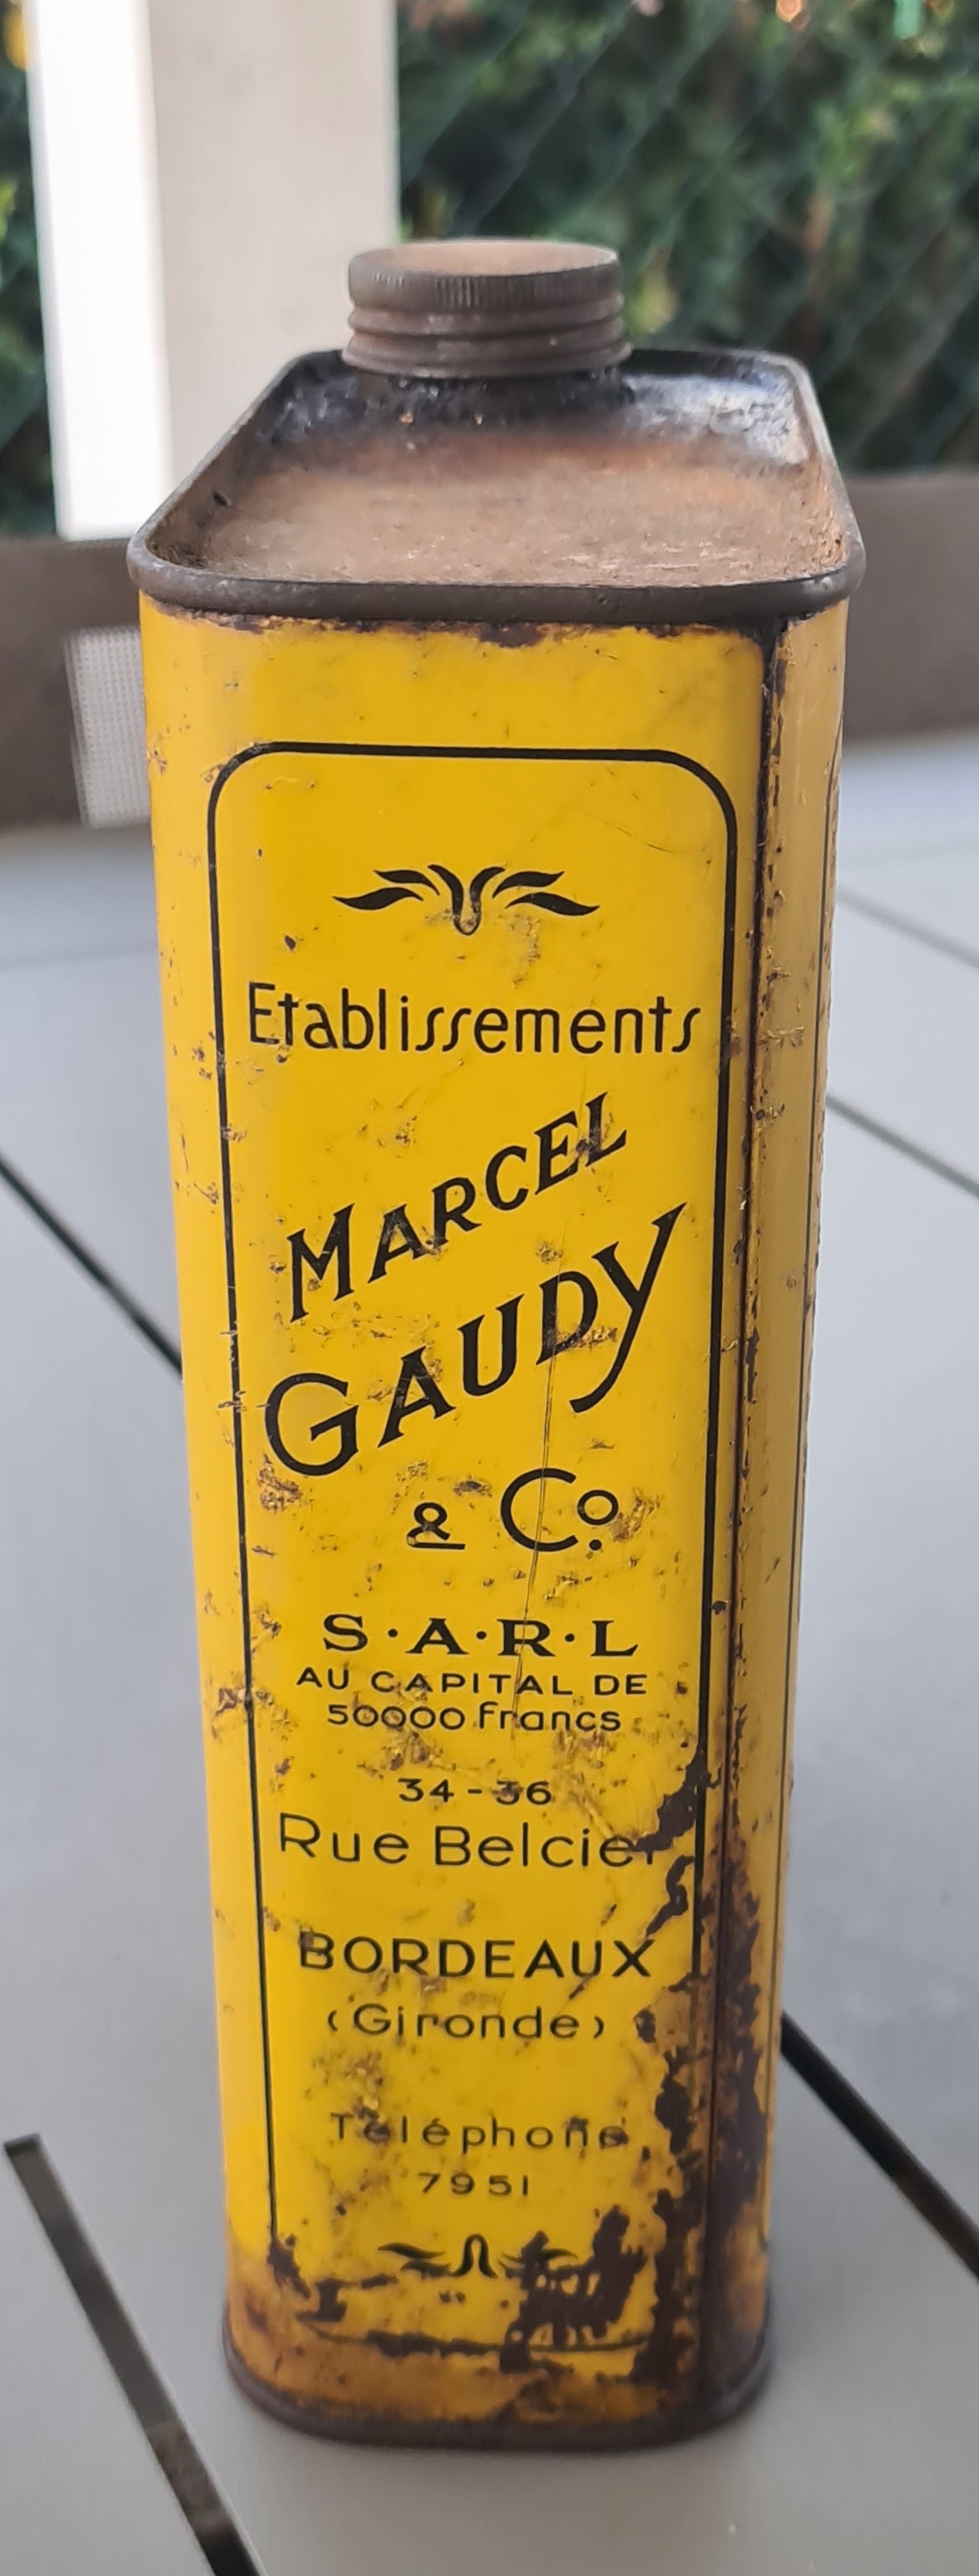 Etablissements
MARCEL
GAUDY
& Co.
S·A·R·L
AU CAPITAL DE
50000 francs
34-36
Rue Belcier
BORDEAUX
(Gironde)
Téléphone
7951